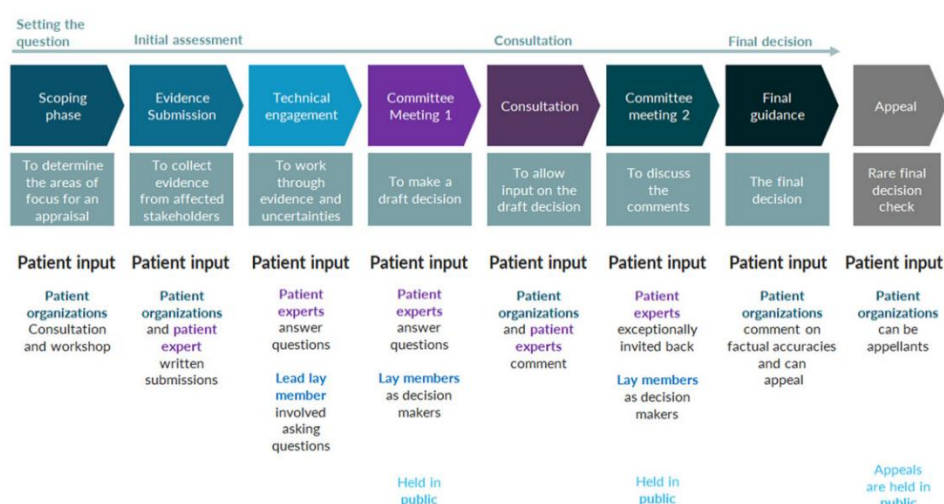 Setting the
question
Initial assessment
Consultation
Final decision
Scoping
phase
Evidence
Submission
Technical
engagement
Committee
Meeting 1
Consultation
Committee
meeting 2
Final
guidance
Appeal
To determine
the areas of
focus for an
appraisal
To collect
evidence
from affected
stakeholders
To work
through
evidence and
uncertainties
To make a
draft decision
To allow
input on the
draft decision
To discuss
the
comments
The final
decision
Rare final
decision
check
Patient input
Patient
organizations
Consultation
and workshop
Patient input
Patient
organizations
and patient
expert
written
submissions
Patient input
Patient
experts
answer
questions
Lead lay
member
involved
asking
questions
Patient input
Patient
experts
answer
questions
Lay members
as decision
makers
Held in
public
Patient input
Patient
organizations
and patient
experts
comment
Patient input
Patient
experts
exceptionally
invited back
Lay members
as decision
makers
Held in
public
Patient input
Patient
organizations
comment on
factual accuracies
and can
appeal
Patient input
Patient
organizations
can be
appellants
Appeals
are held in
public